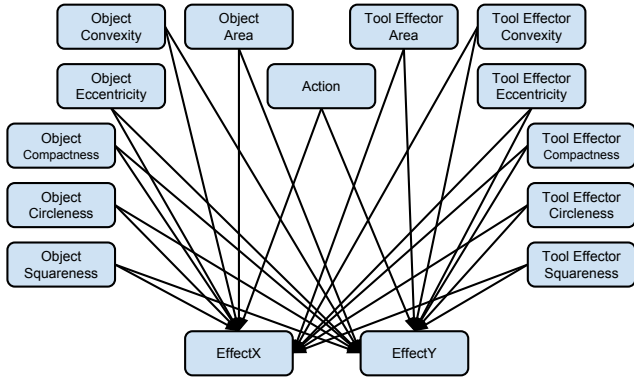 Object
Convexity
Object
Area
Tool Effector
Area
Tool Effector
Convexity
Object
Eccentricity
Action
Tool Effector
Eccentricity
Object
Compactness
Tool Effector
Compactness
Object
Circleness
Tool Effector
Circleness
Object
Squareness
Tool Effector
Squareness
EffectX
EffectY